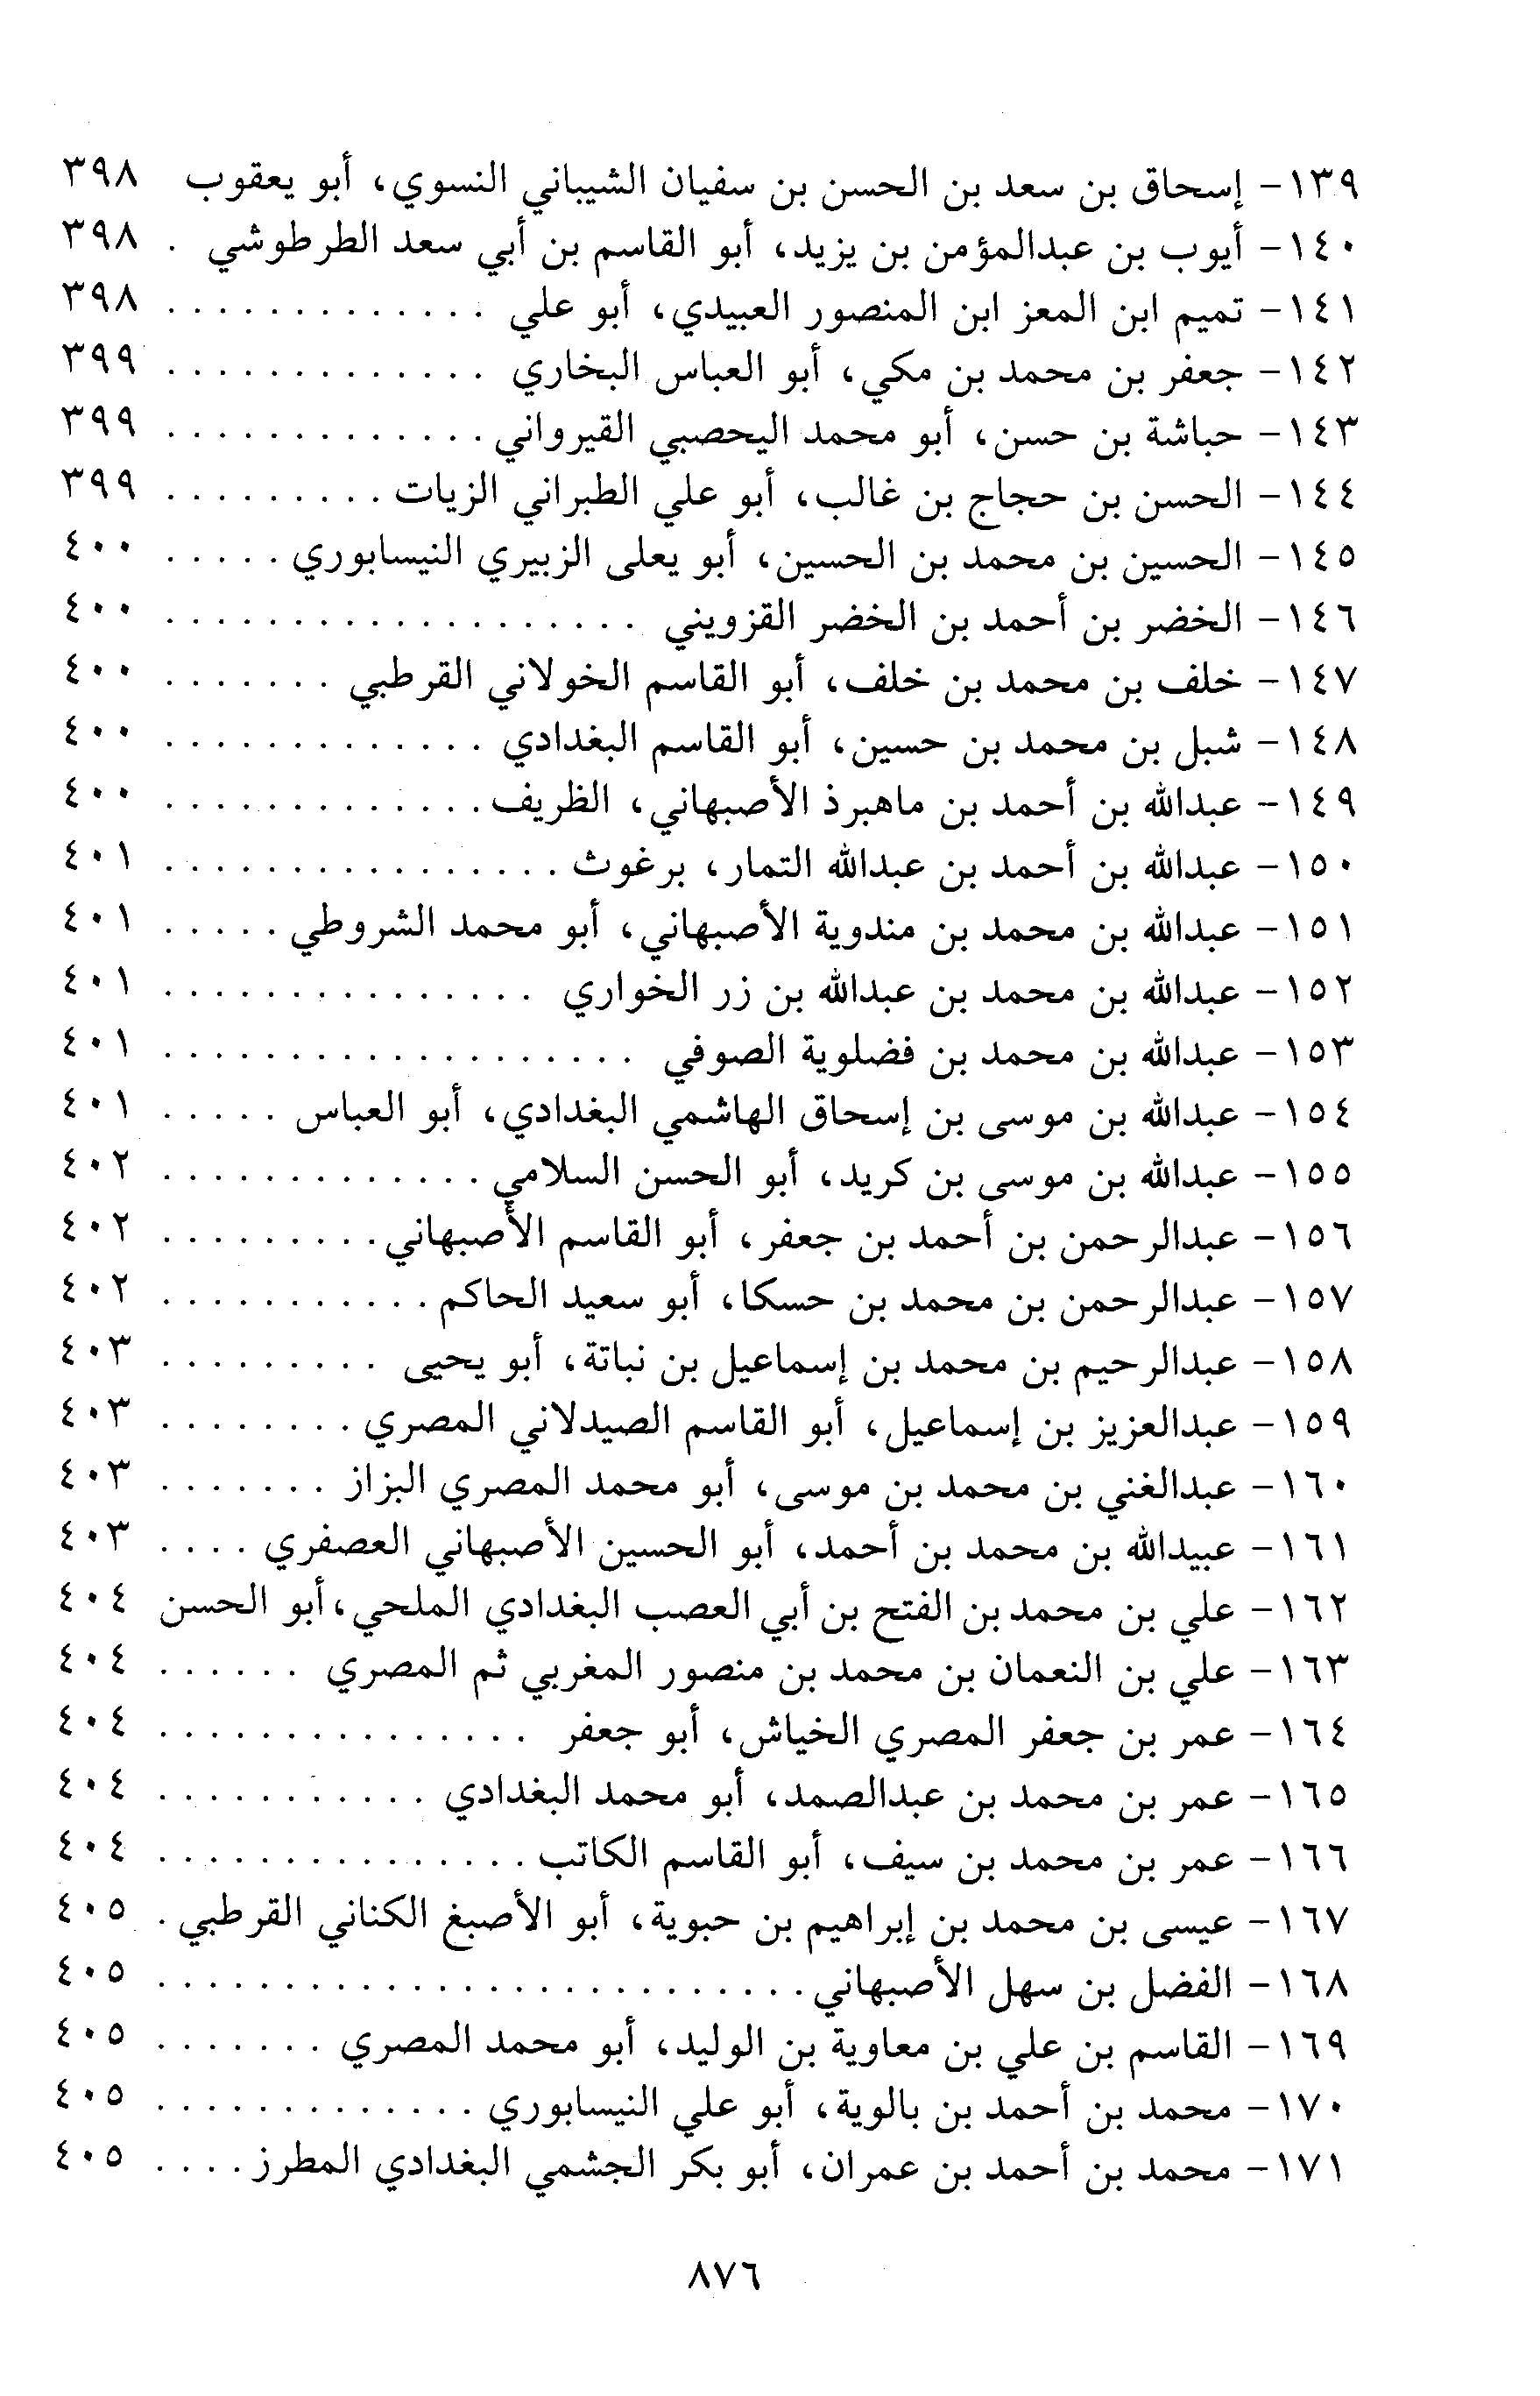 ١٣٩- إسحاق بن سعد بن الحسن بن سفيان الشيباني النسوي، أبو يعقوب ٣٩٨
١٤٠- أيوب بن عبدالمؤمن بن يزيد، أبو القاسم بن أبي سعد الطرطوشي . ٣٩٨
١٤١- تميم ابن المعز ابن المنصور العبيدي، أبو علي . . . . . . . . . . . . . ٣٩٨
١٤٢- جعفر بن محمد بن مكي، أبو العباس البخاري . . . . . . . . . . . . . ٣٩٩
١٤٣- حباشة بن حسن، أبو محمد اليحصبي القيرواني . . . . . . . . . . . . . ٣٩٩
١٤٤- الحسن بن حجاج بن غالب، أبو علي الطبراني الزيات . . . . . . . . . ٣٩٩
١٤٥- الحسين بن محمد بن الحسين، أبو يعلى الزبيري النيسابوري . . . . . ٤٠٠
١٤٦- الخضر بن أحمد بن الخضر القزويني . . . . . . . . . . . . . . . . . . . ٤٠٠
١٤٧- خلف بن محمد بن خلف، أبو القاسم الخولاني القرطبي . . . . . . . ٤٠٠
١٤٨- شبل بن محمد بن حسين، أبو القاسم البغدادي . . . . . . . . . . . . . ٤٠٠
١٤٩- عبدالله بن أحمد بن ماهبرذ الأصبهاني، الظريف . . . . . . . . . . . . . ٤٠٠
١٥٠- عبدالله بن أحمد بن عبدالله التمار، برغوث . . . . . . . . . . . . . . . . ٤٠١
١٥١- عبدالله بن محمد بن مندوية الأصبهاني، أبو محمد الشروطي . . . . . ٤٠١
١٥٢- عبدالله بن محمد بن عبدالله بن زر الخواري . . . . . . . . . . . . . . . ٤٠١
١٥٣- عبدالله بن محمد بن فضلوية الصوفي . . . . . . . . . . . . . . . . . . . ٤٠١
١٥٤- عبدالله بن موسى بن إسحاق الهاشمي البغدادي، أبو العباس . . . . . ٤٠١
١٥٥- عبدالله بن موسى بن كريد، أبو الحسن السلامي . . . . . . . . . . . . . ٤٠٢
١٥٦- عبدالرحمن بن أحمد بن جعفر، أبو القاسم الأصبهاني . . . . . . . . . ٤٠٢
١٥٧- عبدالرحمن بن محمد بن حسكا، أبو سعيد الحاكم . . . . . . . . . . . ٤٠٢
١٥٨- عبدالرحيم بن محمد بن إسماعيل بن نباتة، أبو يحيى . . . . . . . . . ٤٠٣
١٥٩- عبدالعزيز بن إسماعيل، أبو القاسم الصيدلاني المصري . . . . . . . . ٤٠٣
١٦٠- عبدالغني بن محمد بن موسى، أبو محمد المصري البزاز . . . . . . . ٤٠٣
١٦١- عبيدالله بن محمد بن أحمد، أبو الحسين الأصبهاني العصفري . . . . ٤٠٣
١٦٢- علي بن محمد بن الفتح بن أبي العصب البغدادي الملحي، أبو الحسن ٤٠٤
١٦٣- علي بن النعمان بن محمد بن منصور المغربي ثم المصري . . . . . . ٤٠٤
١٦٤- عمر بن جعفر المصري الخياش، أبو جعفر . . . . . . . . . . . . . . . ٤٠٤
١٦٥- عمر بن محمد بن عبدالصمد، أبو محمد البغدادي . . . . . . . . . . . ٤٠٤
١٦٦- عمر بن محمد بن سيف، أبو القاسم الكاتب . . . . . . . . . . . . . . . ٤٠٤
١٦٧- عيسى بن محمد بن إبراهيم بن حبوية، أبو الأصبغ الكناني القرطبي . ٤٠٥
١٦٨- الفضل بن سهل الأصبهاني . . . . . . . . . . . . . . . . . . . . . . . . . . ٤٠٥
١٦٩- القاسم بن علي بن معاوية بن الوليد، أبو محمد المصري . . . . . . . ٤٠٥
١٧٠- محمد بن أحمد بن بالوية، أبو علي النيسابوري . . . . . . . . . . . . . ٤٠٥
١٧١- محمد بن أحمد بن عمران، أبو بكر الجشمي البغدادي المطرز . . . . ٤٠٥
٨٧٦